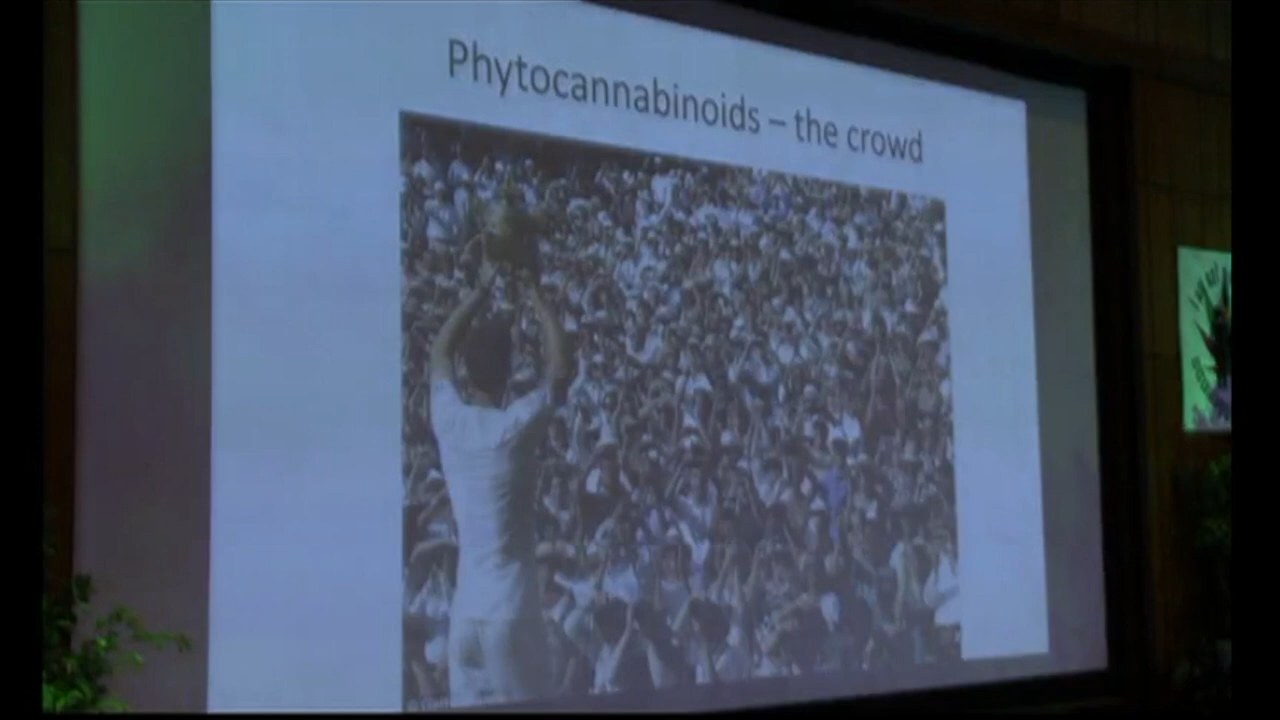 Phytocannabinoids – the crowd